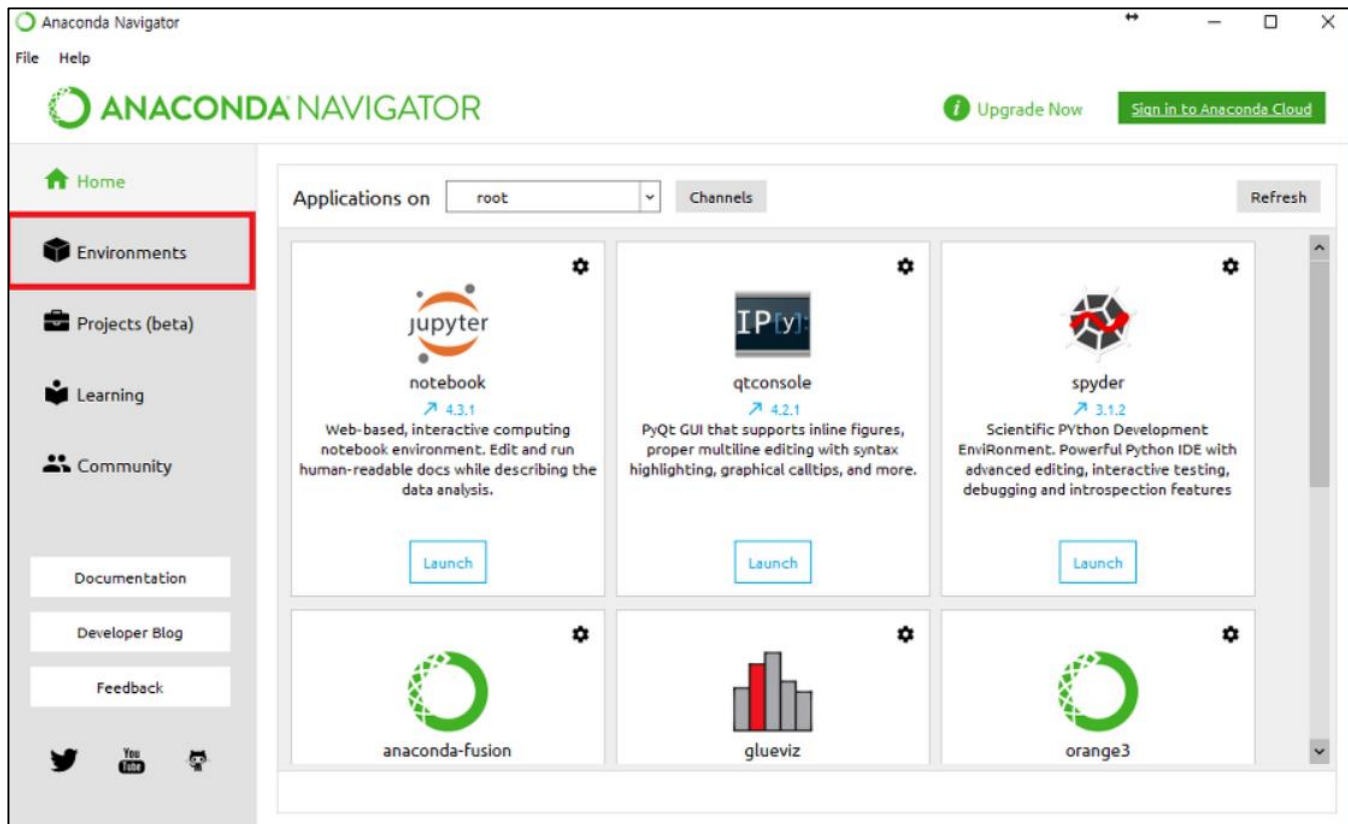 Anaconda Navigator
File Help
ANACONDA NAVIGATOR
i Upgrade Now
Sign in to Anaconda Cloud
Home
Environments
Projects (beta)
Learning
Community
Documentation
Developer Blog
Feedback
You
Tube
Applications on root Channels Refresh
jupyter
notebook
4.3.1
Web-based, interactive computing
notebook environment. Edit and run
human-readable docs while describing the
data analysis.
Launch
IP[y]:
qtconsole
4.2.1
PyQt GUI that supports inline figures,
proper multiline editing with syntax
highlighting, graphical calltips, and more.
Launch
spyder
3.1.2
Scientific PYthon Development
EnviRonment. Powerful Python IDE with
advanced editing, interactive testing,
debugging and introspection features
Launch
anaconda-fusion
glueviz
orange3